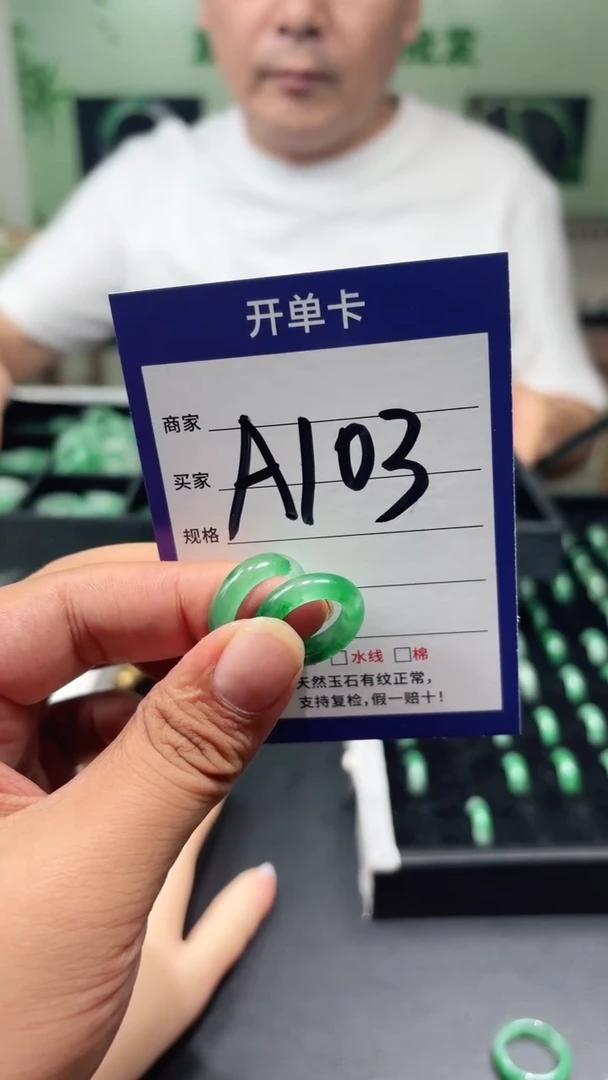 开单卡
商家
A103
买家
规格
□水线 □棉
天然玉石有纹正常，
支持复检，假一赔十！